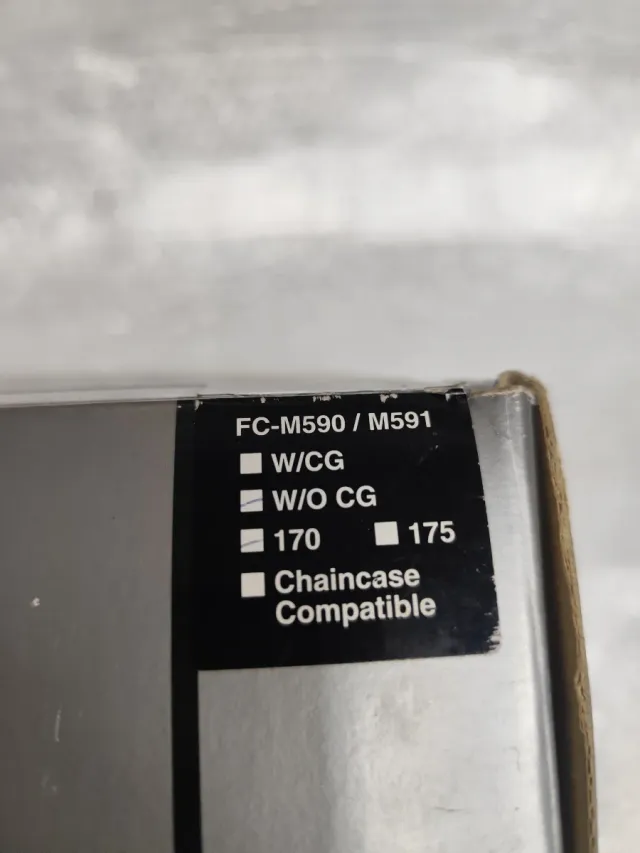 FC-M590 / M591
W/CG
W/O CG
170 175
Chaincase
Compatible